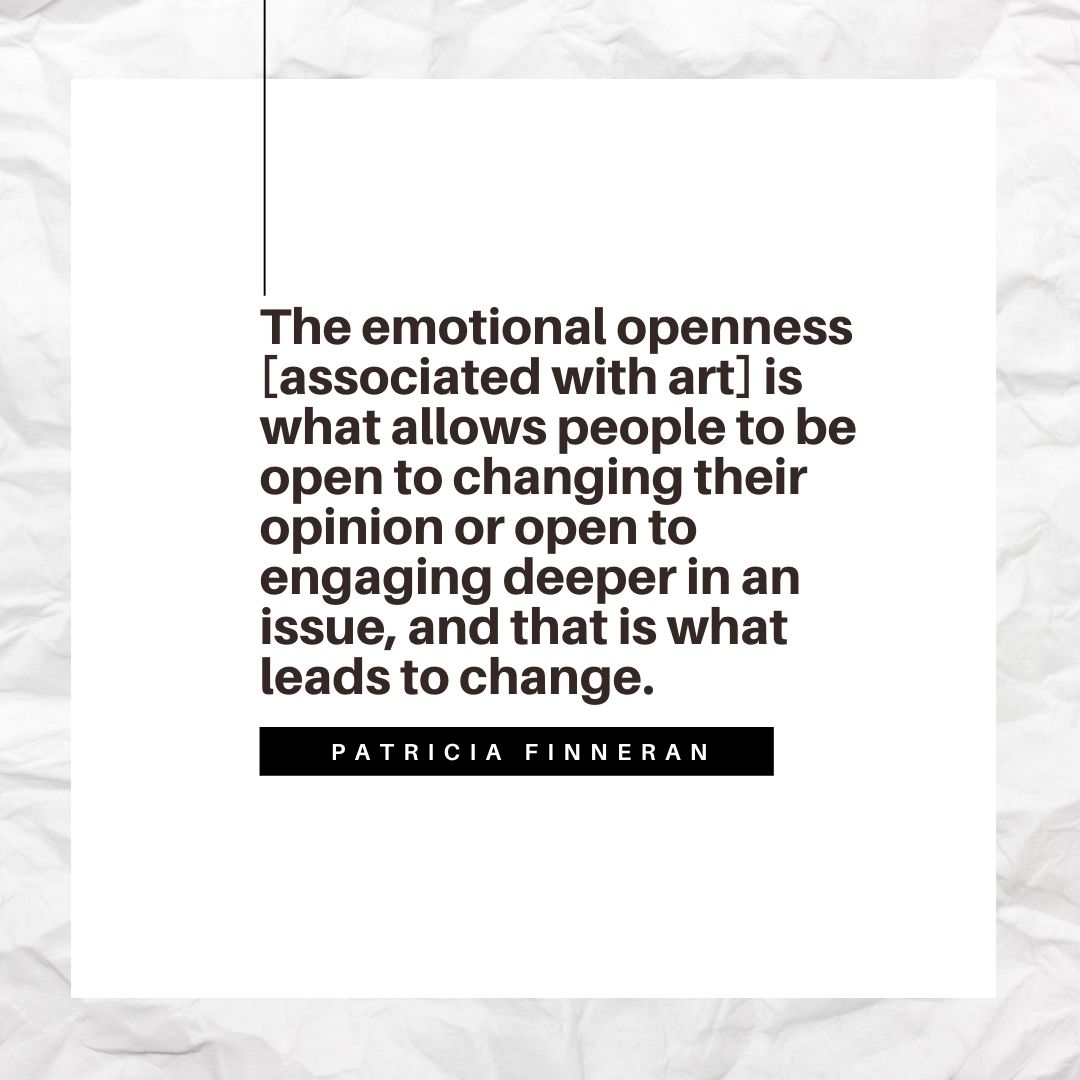 The emotional openness
[associated with art] is
what allows people to be
open to changing their
opinion or open to
engaging deeper in an
issue, and that is what
leads to change.
PATRICIA FINNERAN